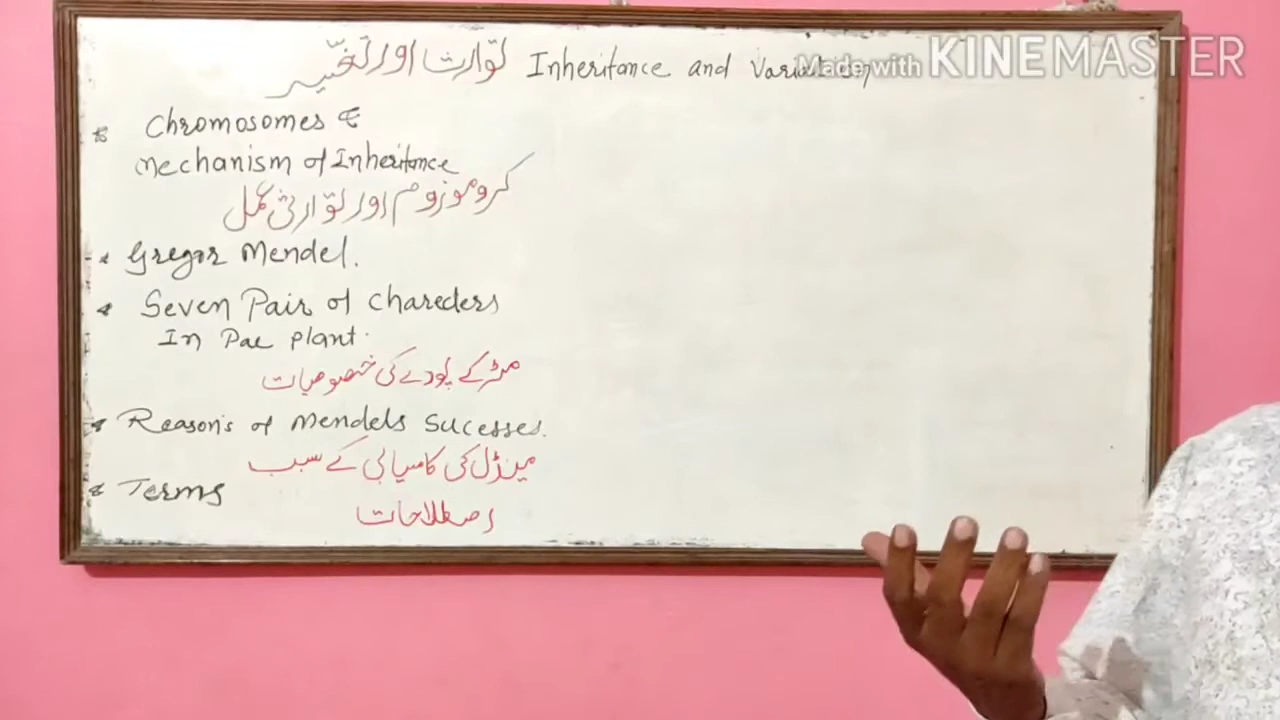 توارث اور تغیر Inheritance and Variation
Made with KINEMASTER
* Chromosomes &
Mechanism of Inheritance
کروموزوم اور توارثی عمل
* Gregor Mendel.
* Seven Pair of Chareders
In Pae plant.
مٹر کے پودے کی خصوصیات
* Reason's of Mendels Sucesses.
مینڈل کی کامیابی کے سبب
* Terms
اصطلاحات